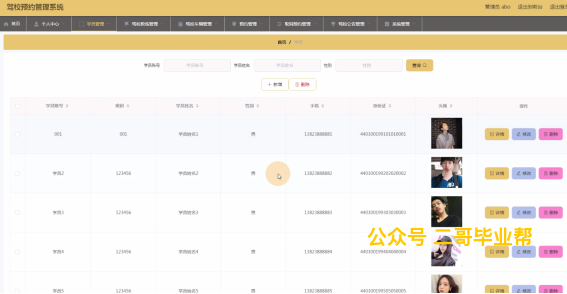 驾校预约管理系统
管理员 abo 退出到前台 退出登录
首页 个人中心 学员管理 驾校教练管理 驾校车辆管理 预约管理 取消预约管理 驾校公告管理 系统管理
首页 /
学员账号 学员账号 学员姓名 学员姓名 性别 性别 查询
+ 新增 删除
学员账号 密码 学员姓名 性别 手机 身份证 头像 操作
001 001 学员姓名1 男 13823888881 详情 修改 删除
学员2 123456 学员姓名2 男 13823888882 详情 修改 删除
学员3 123456 学员姓名3 男 13823888883 详情 修改 删除
公众号 二哥毕业帮
学员4 123456 学员姓名4 男 13823888884 详情 修改 删除
学员5 123456 学员姓名5 男 13823888885 详情 修改 删除